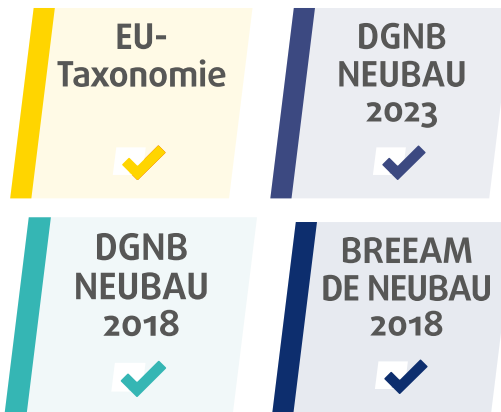 EU-
Taxonomie
DGNB
NEUBAU
2023
DGNB
NEUBAU
2018
BREEAM
DE NEUBAU
2018